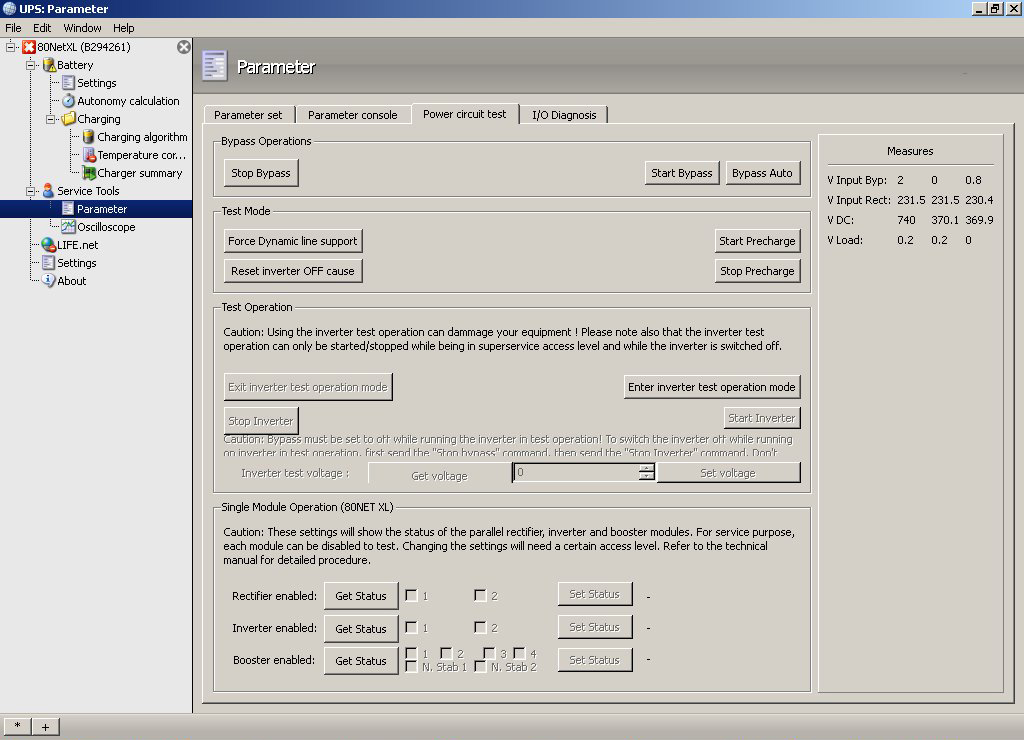 UPS: Parameter
File Edit Window Help
80NetXL (B294261)
Battery
Settings
Autonomy calculation
Charging
Charging algorithm
Temperature cor...
Charger summary
Service Tools
Parameter
Oscilloscope
LIFE.net
Settings
About
Parameter
Parameter set Parameter console Power circuit test I/O Diagnosis
Bypass Operations
Stop Bypass Start Bypass Bypass Auto
Test Mode
Force Dynamic line support Start Precharge
Reset inverter OFF cause Stop Precharge
Test Operation
Caution: Using the inverter test operation can dammage your equipment ! Please note also that the inverter test
operation can only be started/stopped while being in superservice access level and while the inverter is switched off.
Exit inverter test operation mode Enter inverter test operation mode
Stop Inverter Start Inverter
Caution: Bypass must be set to off while running the inverter in test operation! To switch the inverter off while running
on inverter in test operation, first send the "Stop bypass" command, then send the "Stop Inverter" command. Don't
Inverter test voltage : Get voltage 0 Set voltage
Single Module Operation (80NET XL)
Caution: These settings will show the status of the parallel rectifier, inverter and booster modules. For service purpose,
each module can be disabled to test. Changing the settings will need a certain access level. Refer to the technical
manual for detailed procedure.
Rectifier enabled: Get Status 1 2 Set Status -
Inverter enabled: Get Status 1 2 Set Status -
Booster enabled: Get Status 1 2 3 4 Set Status -
N. Stab 1 N. Stab 2
Measures
V Input Byp: 2 0 0.8
V Input Rect: 231.5 231.5 230.4
V DC: 740 370.1 369.9
V Load: 0.2 0.2 0
* +